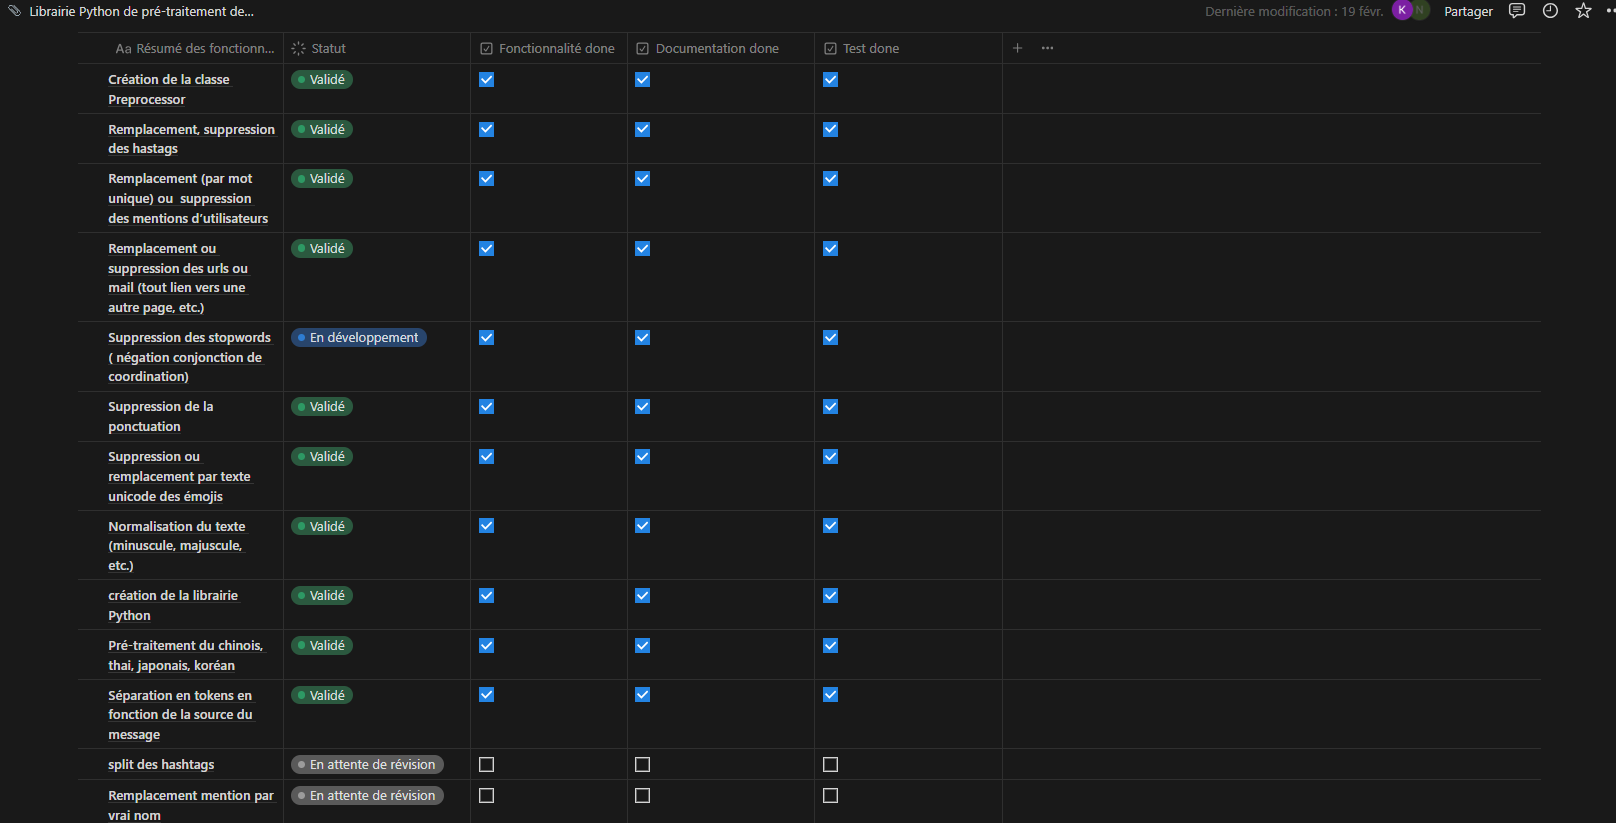 Librairie Python de pré-traitement de...
Dernière modification : 19 févr.
K N
Partager
Aa Résumé des fonctionn...
Statut
Fonctionnalité done
Documentation done
Test done
Création de la classe
Preprocessor
Validé
Remplacement, suppression
des hastags
Validé
Remplacement (par mot
unique) ou suppression
des mentions d’utilisateurs
Validé
Remplacement ou
suppression des urls ou
mail (tout lien vers une
autre page, etc.)
Validé
Suppression des stopwords
( négation conjonction de
coordination)
En développement
Suppression de la
ponctuation
Validé
Suppression ou
remplacement par texte
unicode des émojis
Validé
Normalisation du texte
(minuscule, majuscule,
etc.)
Validé
création de la librairie
Python
Validé
Pré-traitement du chinois,
thai, japonais, koréan
Validé
Séparation en tokens en
fonction de la source du
message
Validé
split des hashtags
En attente de révision
Remplacement mention par
vrai nom
En attente de révision